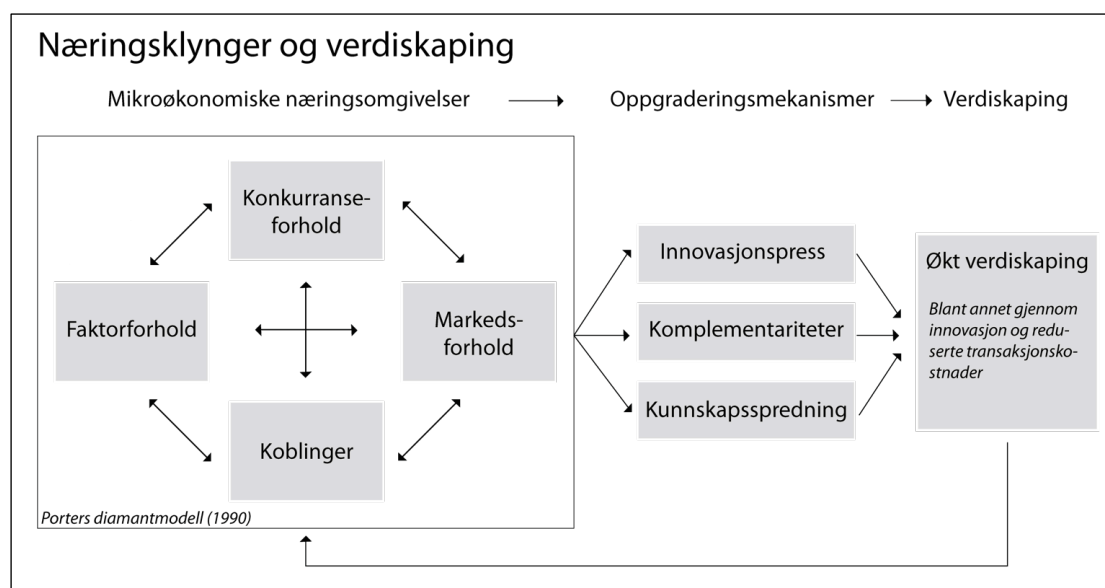 Næringsklynger og verdiskaping
Mikroøkonomiske næringsomgivelser
Oppgraderingsmekanismer
Verdiskaping
Konkurranse-
forhold
Faktorforhold
Markeds-
forhold
Koblinger
Porters diamantmodell (1990)
Innovasjonspress
Komplementariteter
Kunnskapsspredning
Økt verdiskaping
Blant annet gjennom
innovasjon og redu-
serte transaksjonsko-
stnader